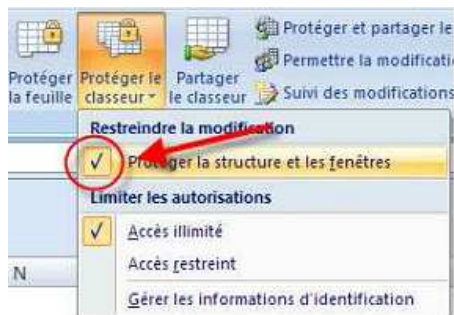 Protéger la feuille
Protéger le classeur
Partager le classeur
Protéger et partager le
Permettre la modificati
Suivi des modifications
Restreindre la modification
Protéger la structure et les fenêtres
Limiter les autorisations
Accès illimité
Accès restreint
N
Gérer les informations d'identification